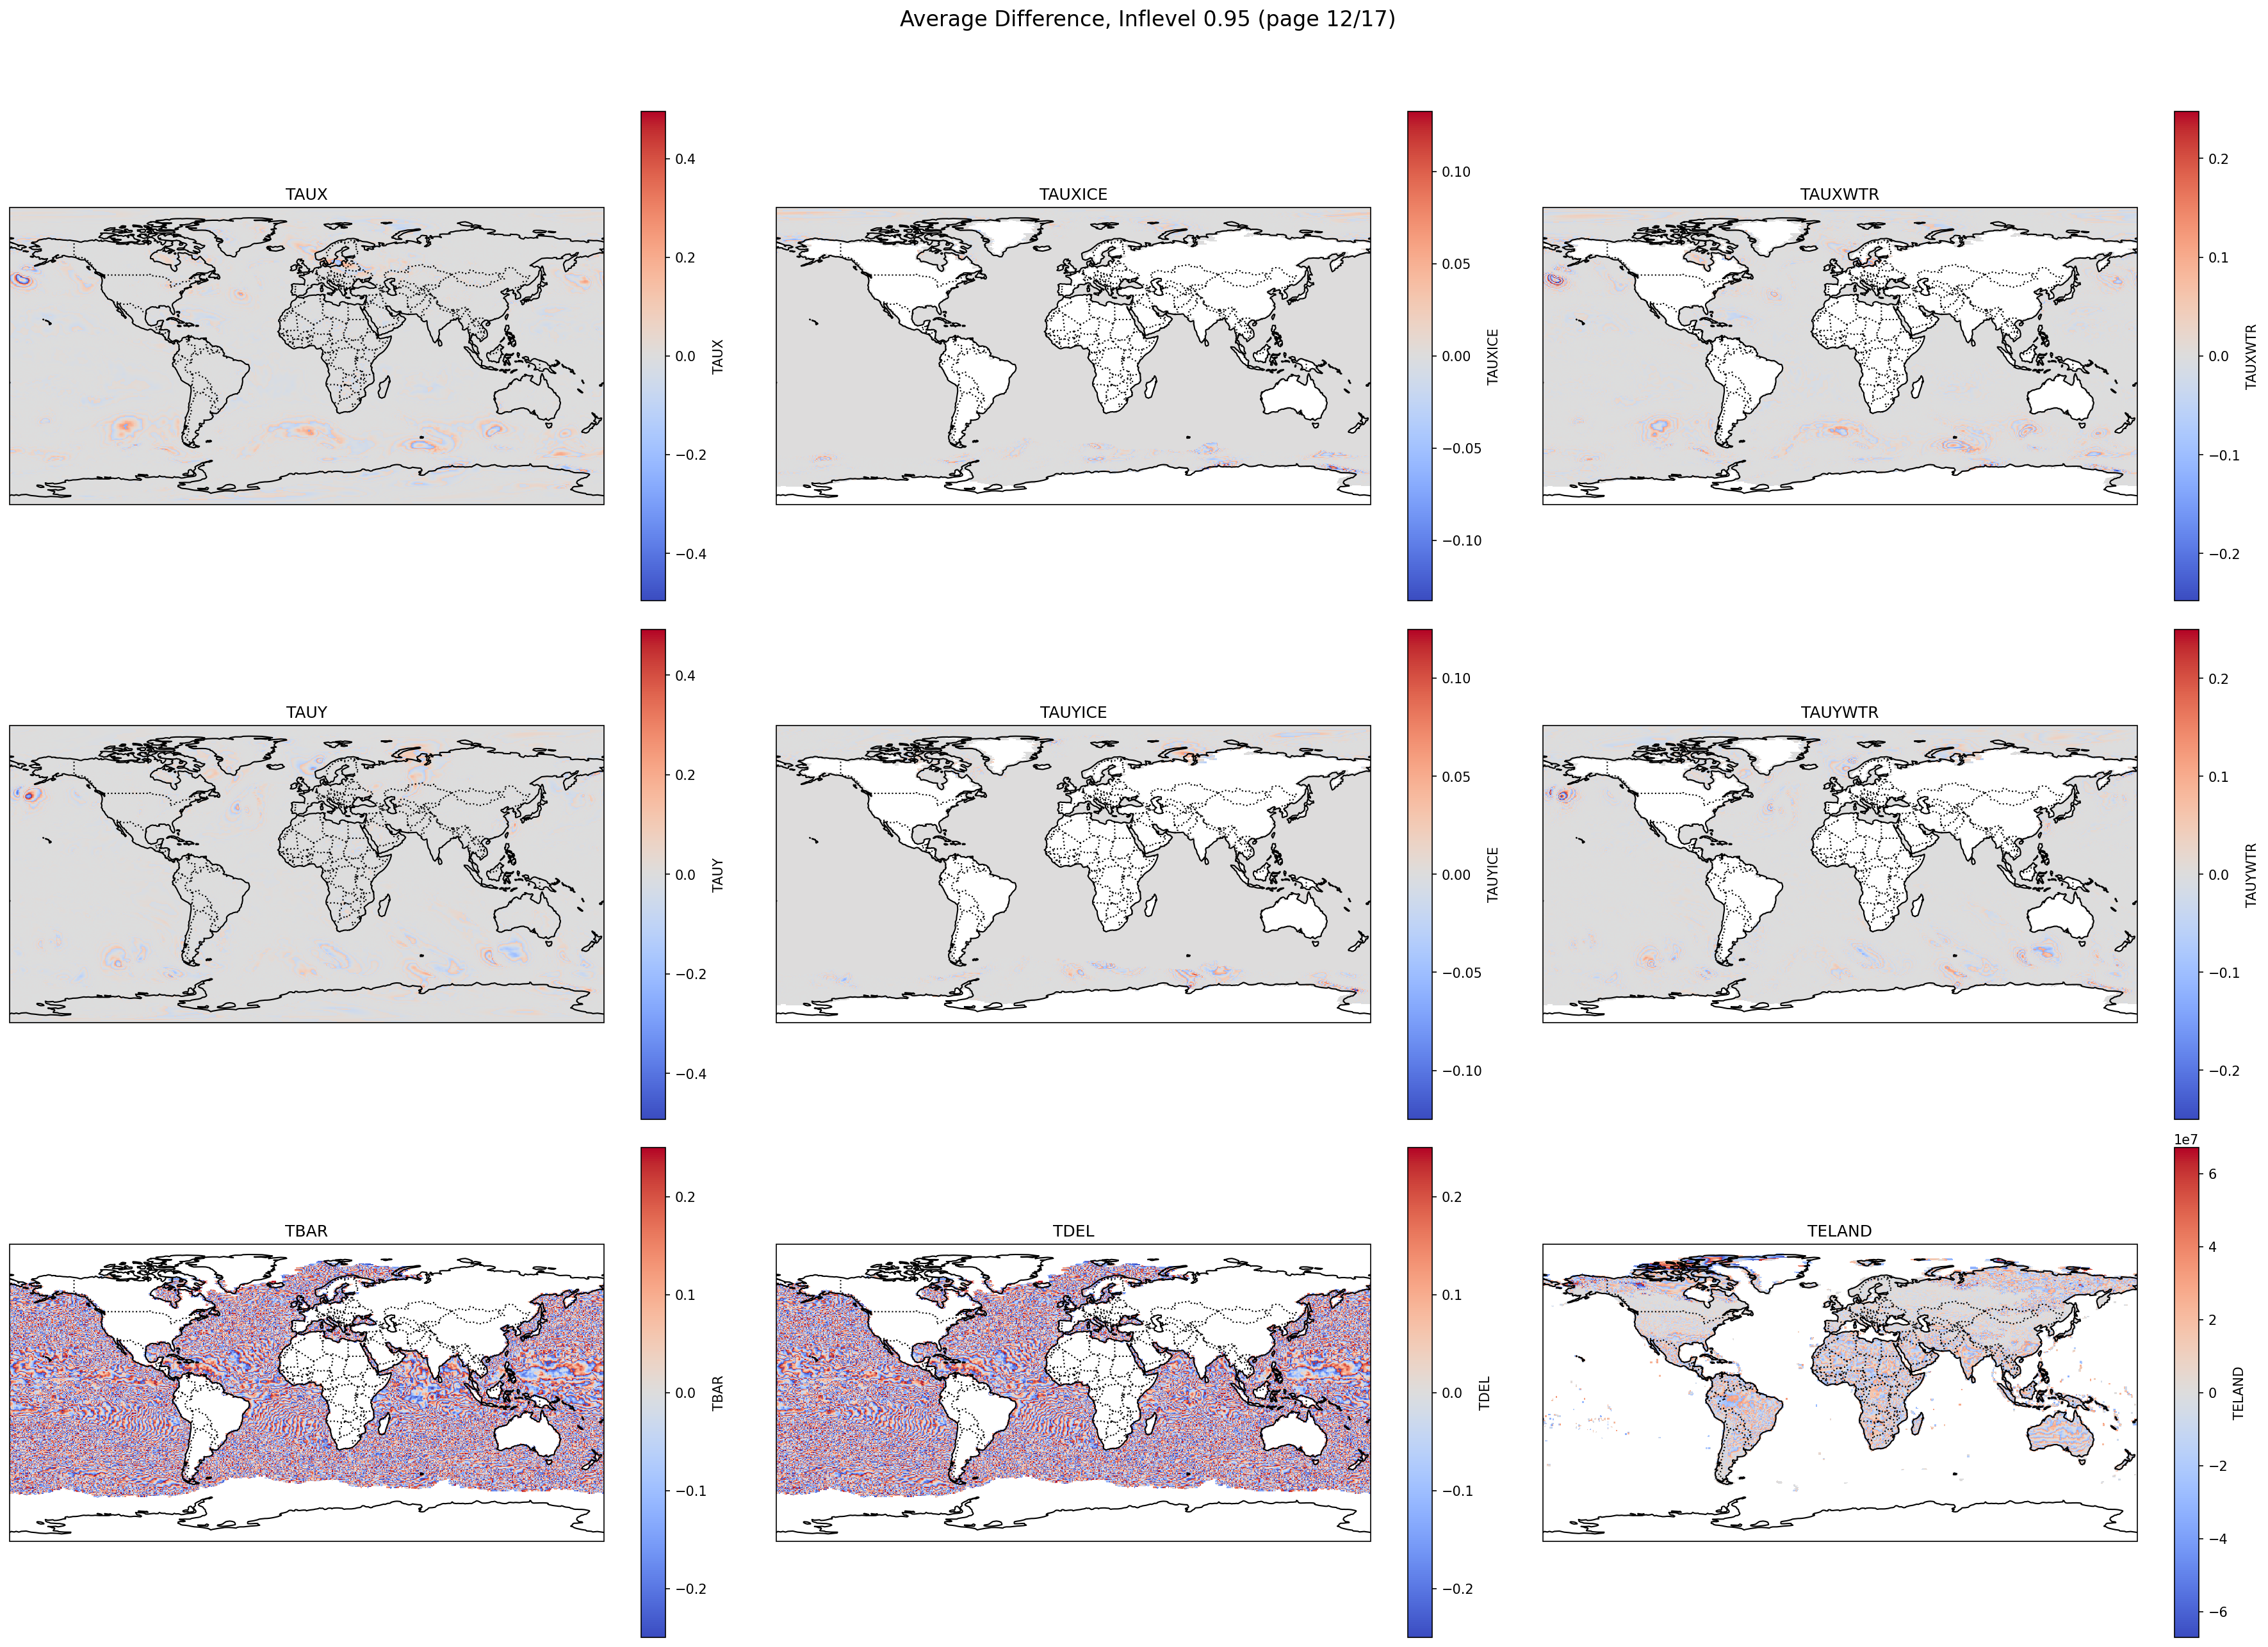 Average Difference, Inflevel 0.95 (page 12/17)
TAUX
0.4
0.2
0.0
−0.2
−0.4
TAUX
TAUXICE
0.10
0.05
0.00
−0.05
−0.10
TAUXICE
TAUXWTR
0.2
0.1
0.0
−0.1
−0.2
TAUXWTR
TAUY
0.4
0.2
0.0
−0.2
−0.4
TAUY
TAUYICE
0.10
0.05
0.00
−0.05
−0.10
TAUYICE
TAUYWTR
0.2
0.1
0.0
−0.1
−0.2
TAUYWTR
TBAR
0.2
0.1
0.0
−0.1
−0.2
TBAR
TDEL
0.2
0.1
0.0
−0.1
−0.2
TDEL
TELAND
1e7
6
4
2
0
−2
−4
−6
TELAND